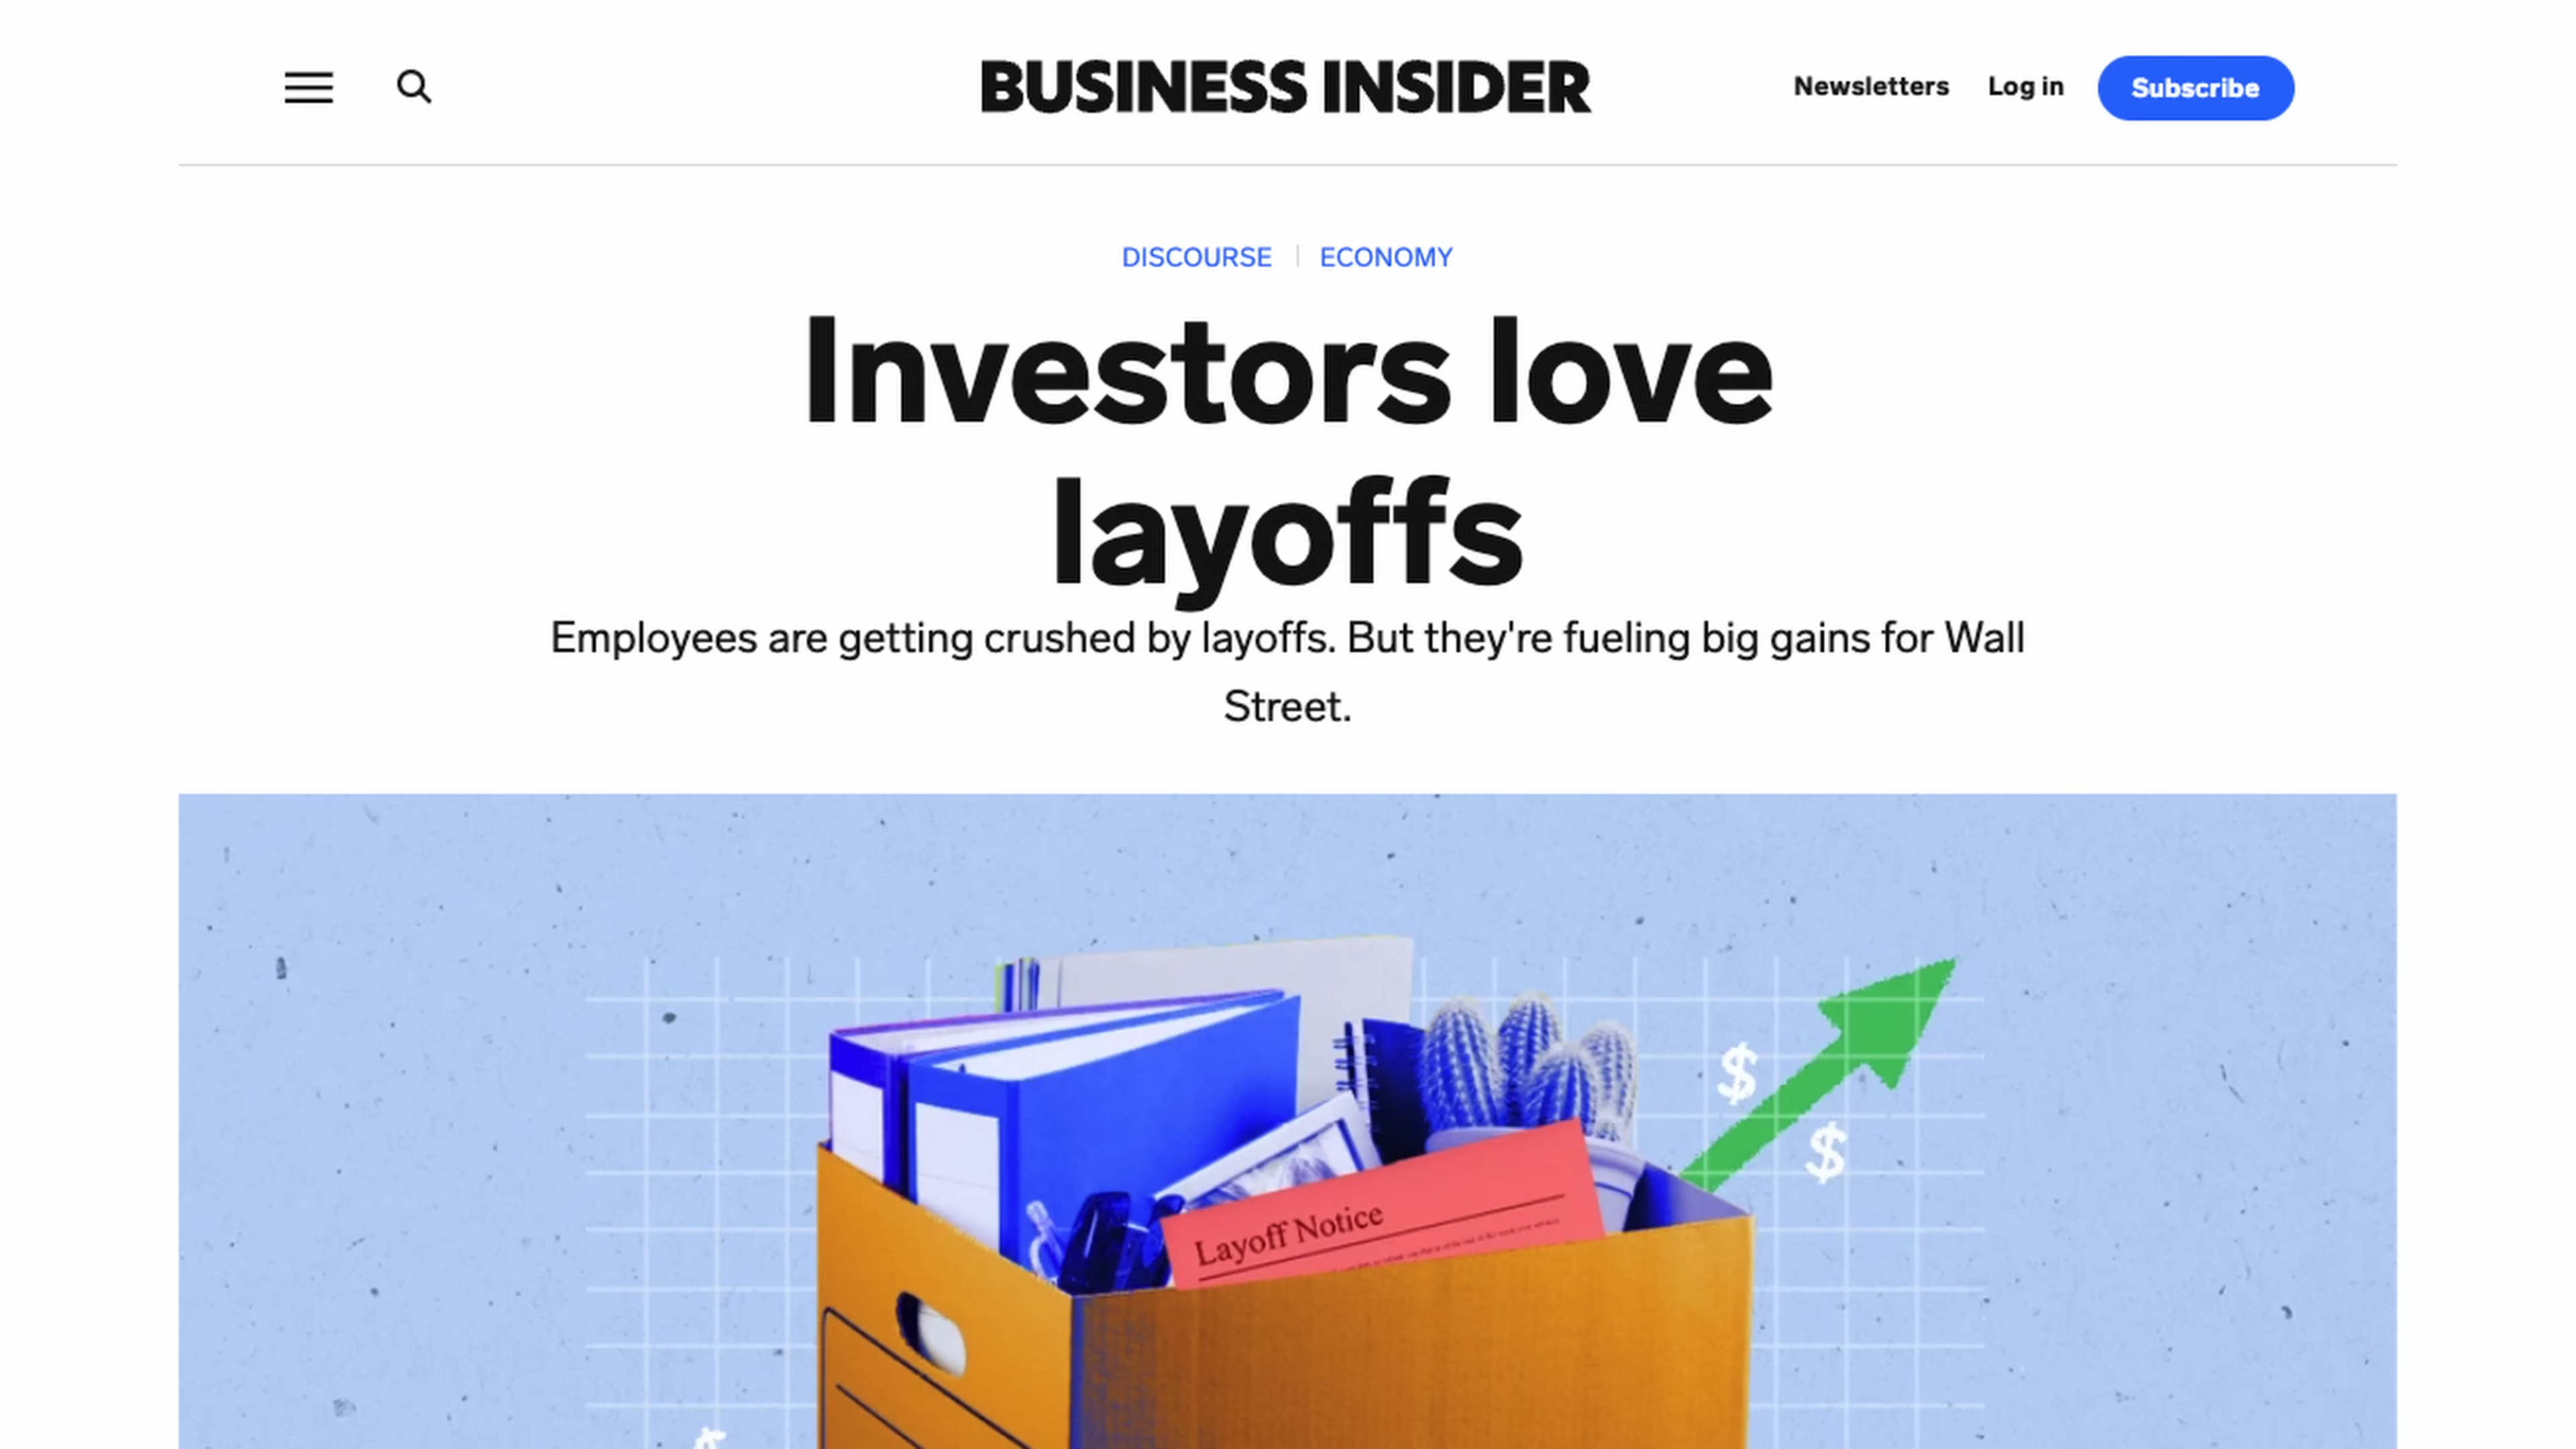 BUSINESS INSIDER
Newsletters
Log in
Subscribe
DISCOURSE | ECONOMY
Investors love
layoffs
Employees are getting crushed by layoffs. But they're fueling big gains for Wall
Street.
$
$
Layoff Notice
$